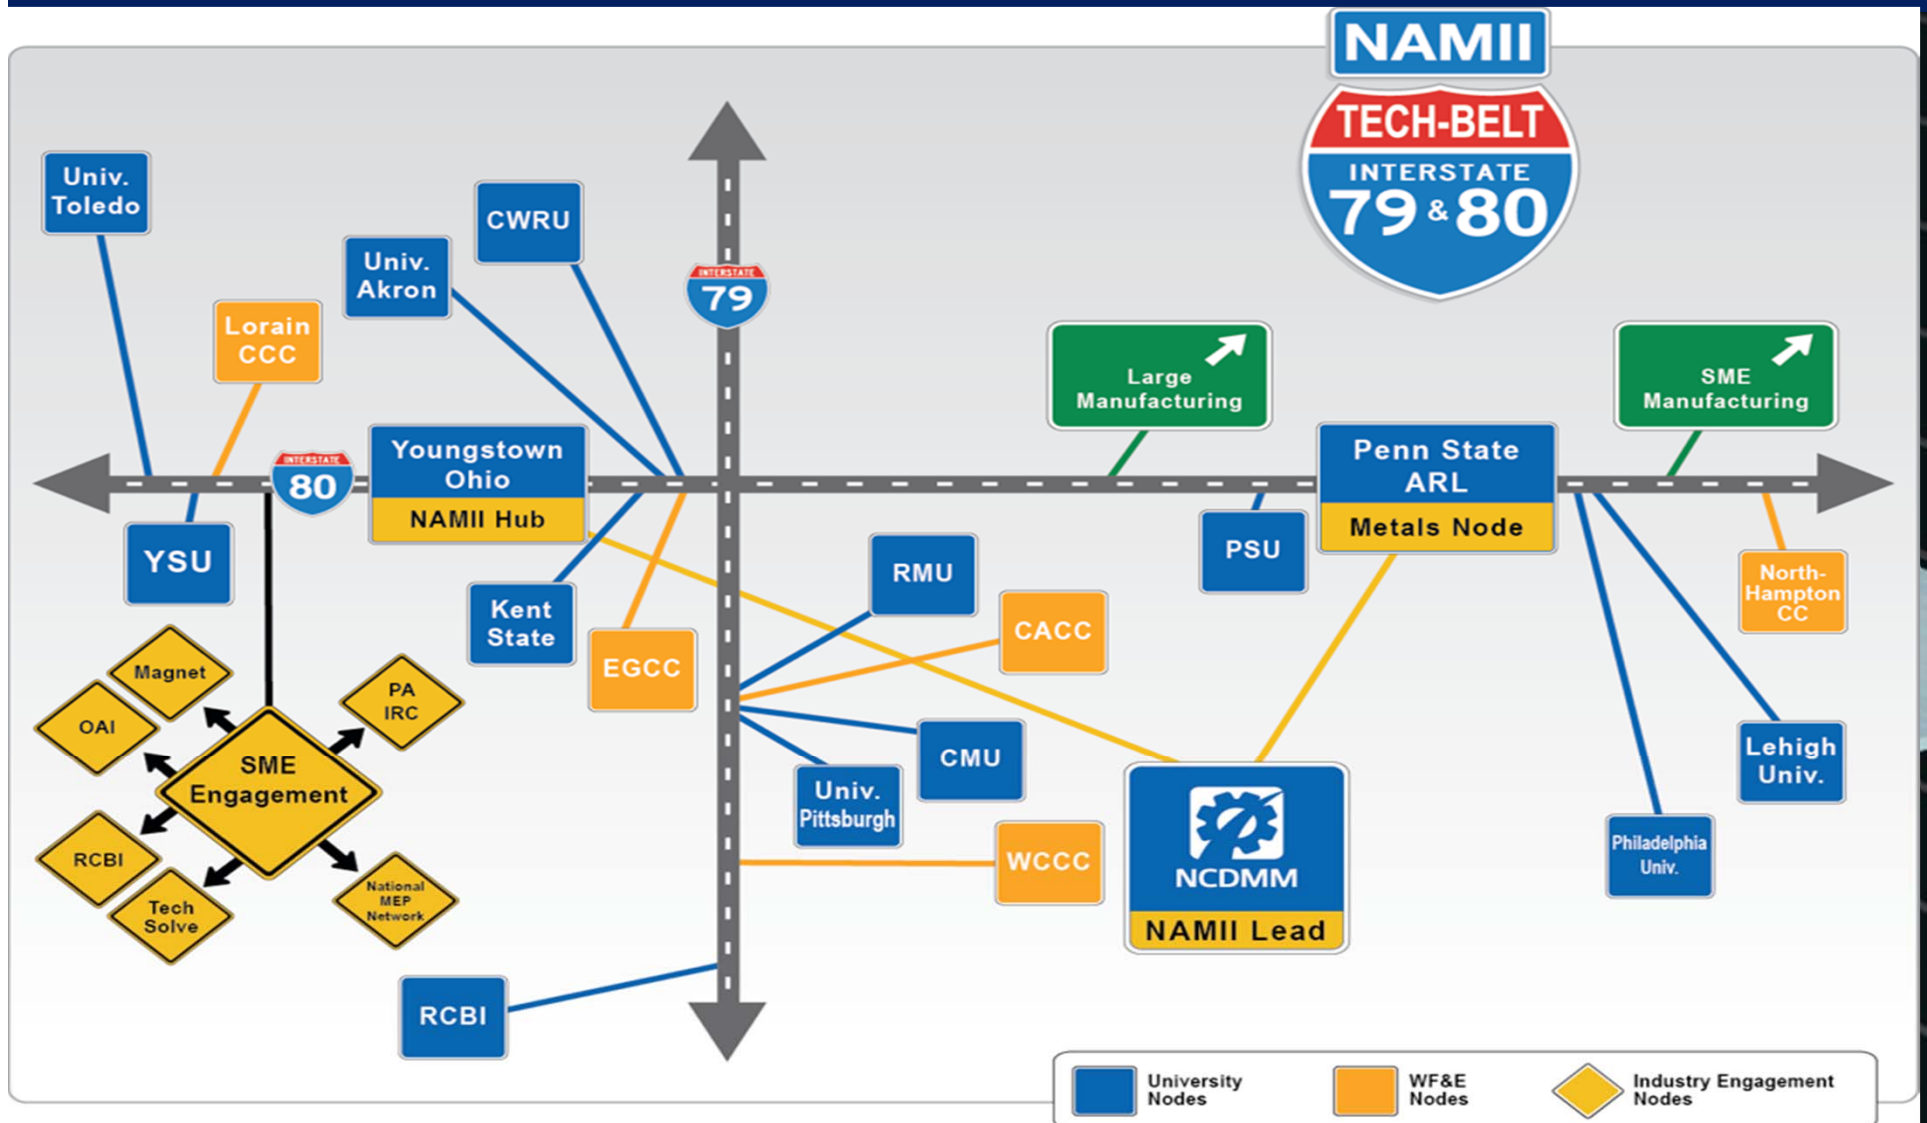 NAMII
TECH-BELT
INTERSTATE
79 & 80
Univ.
Toledo
CWRU
Univ.
Akron
INTERSTATE
79
Lorain
CCC
Large
Manufacturing
SME
Manufacturing
INTERSTATE
80
Youngstown
Ohio
NAMII Hub
Penn State
ARL
Metals Node
YSU
Kent
State
EGCC
RMU
CACC
PSU
North-
Hampton
CC
Magnet
OAI
PA
IRC
SME
Engagement
RCBI
Tech
Solve
National
MEP
Network
CMU
Univ.
Pittsburgh
WCCC
NCDMM
NAMII Lead
Lehigh
Univ.
Philadelphia
Univ.
RCBI
University
Nodes
WF&E
Nodes
Industry Engagement
Nodes